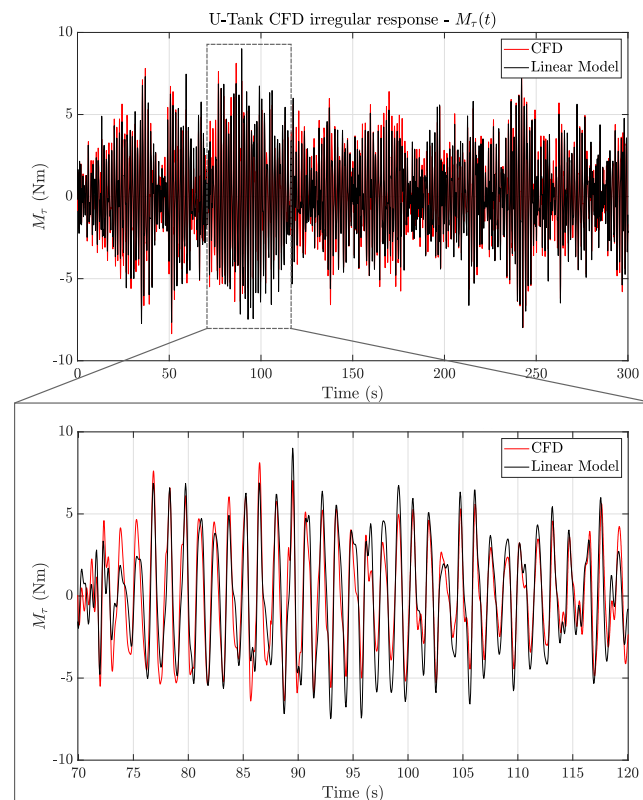 U-Tank CFD irregular response - $M_\tau(t)$
10
5
0
-5
-10
M_τ (Nm)
CFD
Linear Model
0 50 100 150 200 250 300
Time (s)
10
5
0
-5
-10
M_τ (Nm)
CFD
Linear Model
70 75 80 85 90 95 100 105 110 115 120
Time (s)